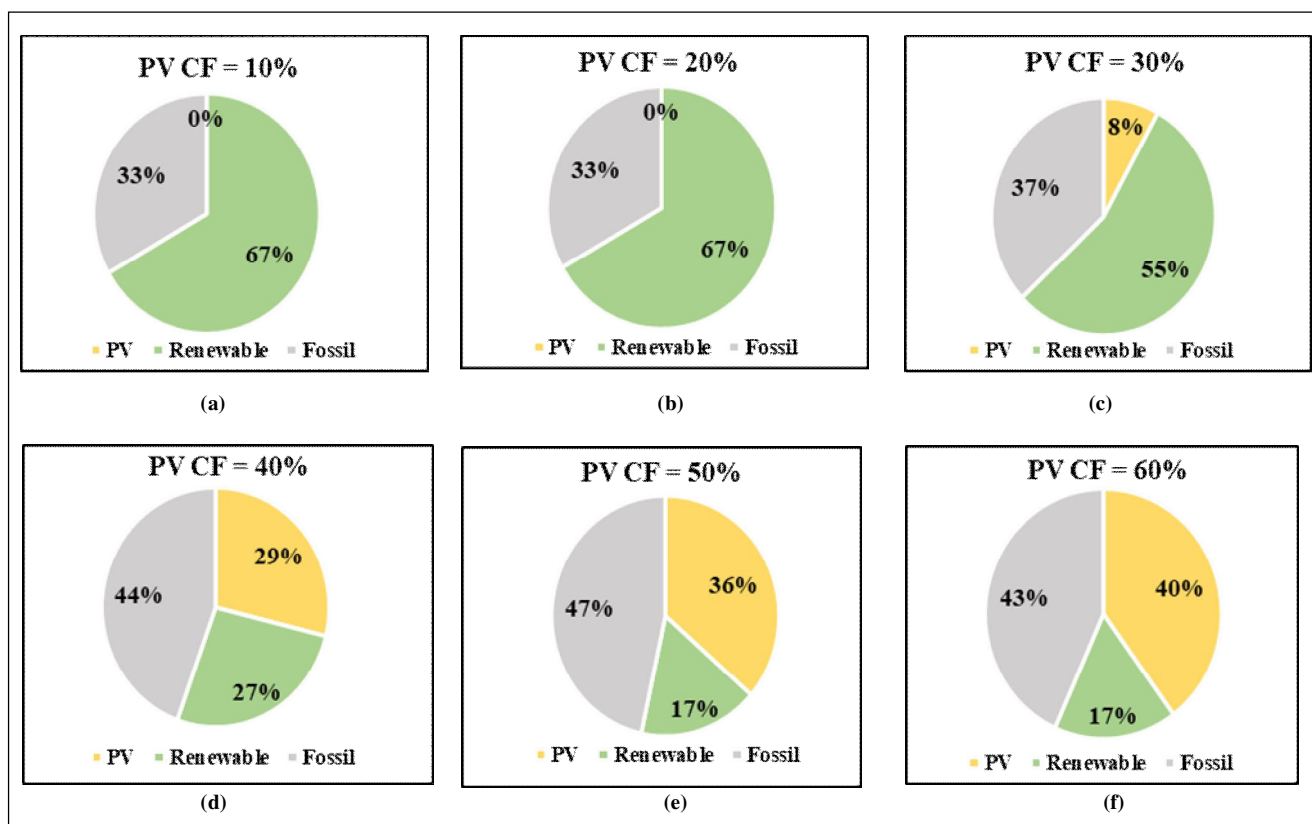 PV CF = 10%
0%
33%
67%
PV Renewable Fossil
(a)
PV CF = 20%
0%
33%
67%
PV Renewable Fossil
(b)
PV CF = 30%
8%
37%
55%
PV Renewable Fossil
(c)
PV CF = 40%
29%
44%
27%
PV Renewable Fossil
(d)
PV CF = 50%
36%
47%
17%
PV Renewable Fossil
(e)
PV CF = 60%
40%
43%
17%
PV Renewable Fossil
(f)